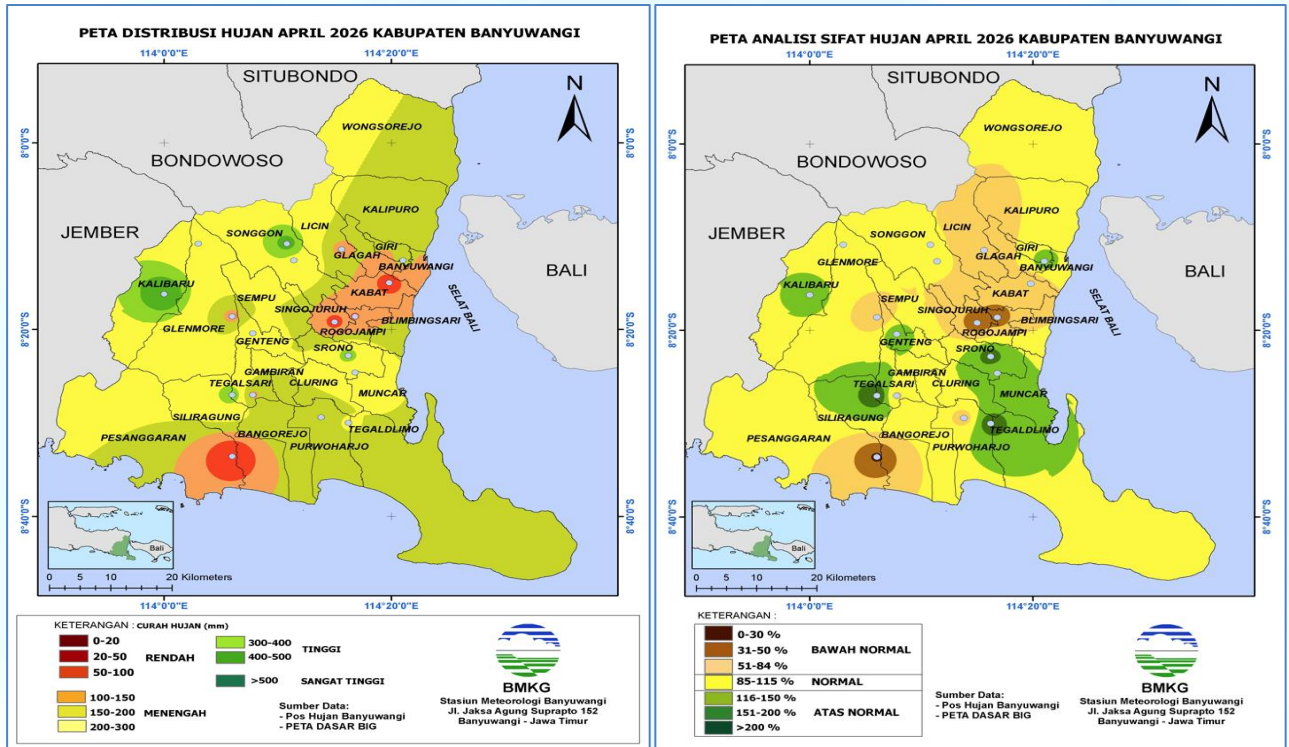 PETA DISTRIBUSI HUJAN APRIL 2026 KABUPATEN BANYUWANGI
114°0'0"E
114°20'0"E
SITUBONDO
N
WONGSOREJO
8°0'0"S
8°0'0"S
BONDOWOSO
KALIPURO
LICIN
JEMBER
SONGGON
GIRI
GLAGAH
BANYUWANGI
BALI
KALIBARU
KABAT
SELAT BALI
SEMPU
SINGOJURUH
BLIMBINGSARI
GLENMORE
ROGOJAMPI
8°20'0"S
8°20'0"S
GENTENG
SRONO
GAMBIRAN
TEGALSARI
CLURING
MUNCAR
SILIRAGUNG
TEGALDLIMO
PESANGGARAN
BANGOREJO
PURWOHARJO
8°40'0"S
8°40'0"S
Bali
0 5 10 20 Kilometers
114°0'0"E
114°20'0"E
KETERANGAN : CURAH HUJAN (mm)
0-20
20-50
RENDAH
50-100
100-150
150-200
MENENGAH
200-300
300-400
TINGGI
400-500
>500
SANGAT TINGGI
Sumber Data:
- Pos Hujan Banyuwangi
- PETA DASAR BIG
BMKG
Stasiun Meteorologi Banyuwangi
Jl. Jaksa Agung Suprapto 152
Banyuwangi - Jawa Timur
PETA ANALISI SIFAT HUJAN APRIL 2026 KABUPATEN BANYUWANGI
114°0'0"E
114°20'0"E
SITUBONDO
N
WONGSOREJO
8°0'0"S
8°0'0"S
BONDOWOSO
KALIPURO
LICIN
JEMBER
SONGGON
GIRI
GLAGAH
GLENMORE
BANYUWANGI
BALI
KALIBARU
KABAT
SELAT BALI
SEMPU
SINGOJURUH
BLIMBINGSARI
ROGOJAMPI
8°20'0"S
8°20'0"S
GENTENG
SRONO
GAMBIRAN
TEGALSARI
CLURING
MUNCAR
SILIRAGUNG
TEGALDLIMO
PESANGGARAN
BANGOREJO
PURWOHARJO
8°40'0"S
8°40'0"S
Bali
0 5 10 20 Kilometers
114°0'0"E
114°20'0"E
KETERANGAN :
0-30 %
31-50 %
BAWAH NORMAL
51-84 %
85-115 %
NORMAL
116-150 %
151-200 %
ATAS NORMAL
>200 %
Sumber Data:
- Pos Hujan Banyuwangi
- PETA DASAR BIG
BMKG
Stasiun Meteorologi Banyuwangi
Jl. Jaksa Agung Suprapto 152
Banyuwangi - Jawa Timur